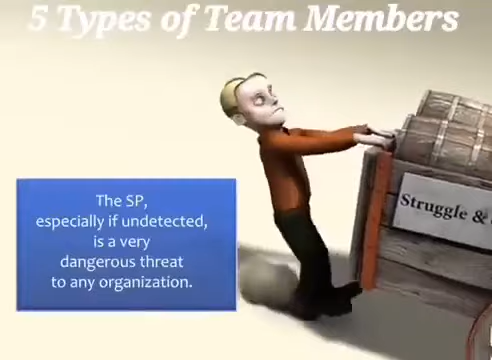 5 Types of Team Members
The SP,
especially if undetected,
is a very
dangerous threat
to any organization.
Struggle &